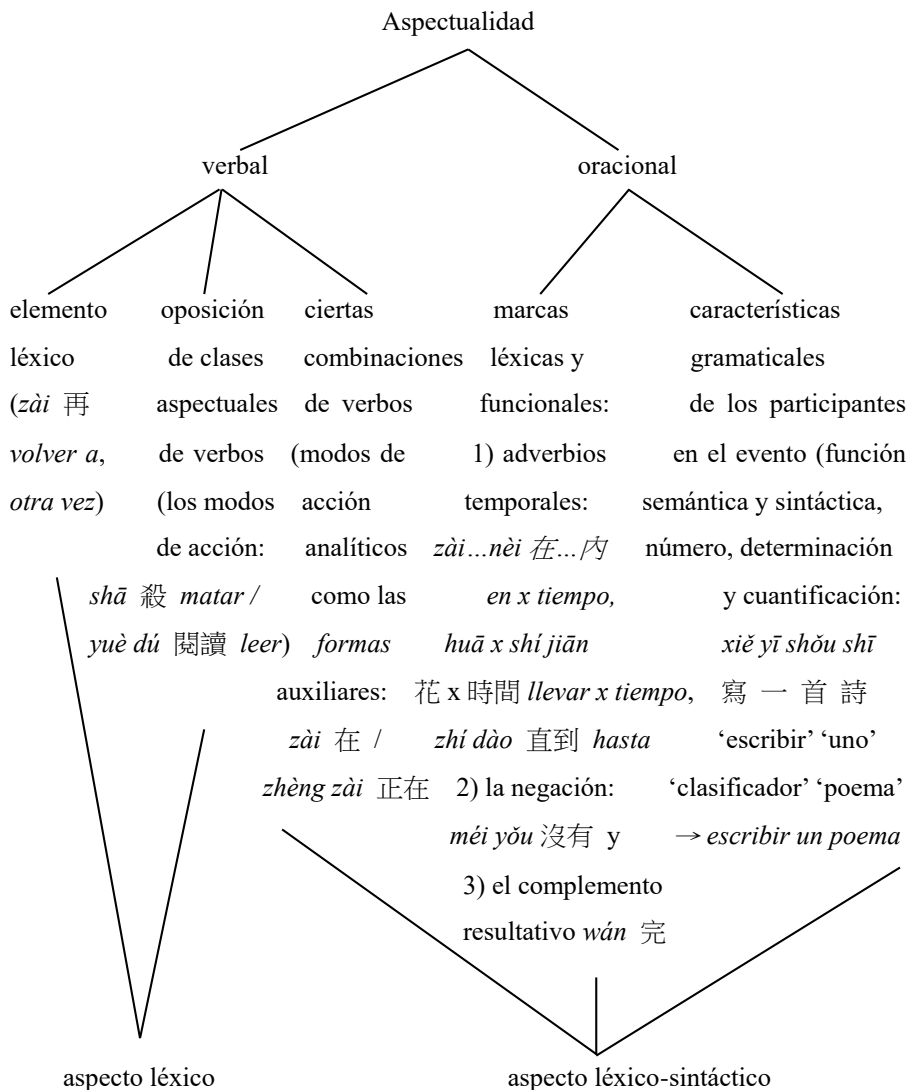 Aspectualidad
verbal
oracional
elemento
léxico
(zài 再
volver a,
otra vez)
oposición
de clases
aspectuales
de verbos
(los modos
de acción:
shā 殺 matar /
yuè dú 閱讀 leer)
ciertas
combinaciones
de verbos
(modos de
acción
analíticos
como las
formas
auxiliares:
zài 在 /
zhèng zài 正在
marcas
léxicas y
funcionales:
1) adverbios
temporales:
zài...nèi 在...內
en x tiempo,
huā x shí jiān
花 x 時間 llevar x tiempo,
zhí dào 直到 hasta
2) la negación:
méi yǒu 沒有 y
3) el complemento
resultativo wán 完
características
gramaticales
de los participantes
en el evento (función
semántica y sintáctica,
número, determinación
y cuantificación:
xiě yī shǒu shī
寫 一 首 詩
‘escribir’ ‘uno’
‘clasificador’ ‘poema’
→ escribir un poema
aspecto léxico
aspecto léxico-sintáctico